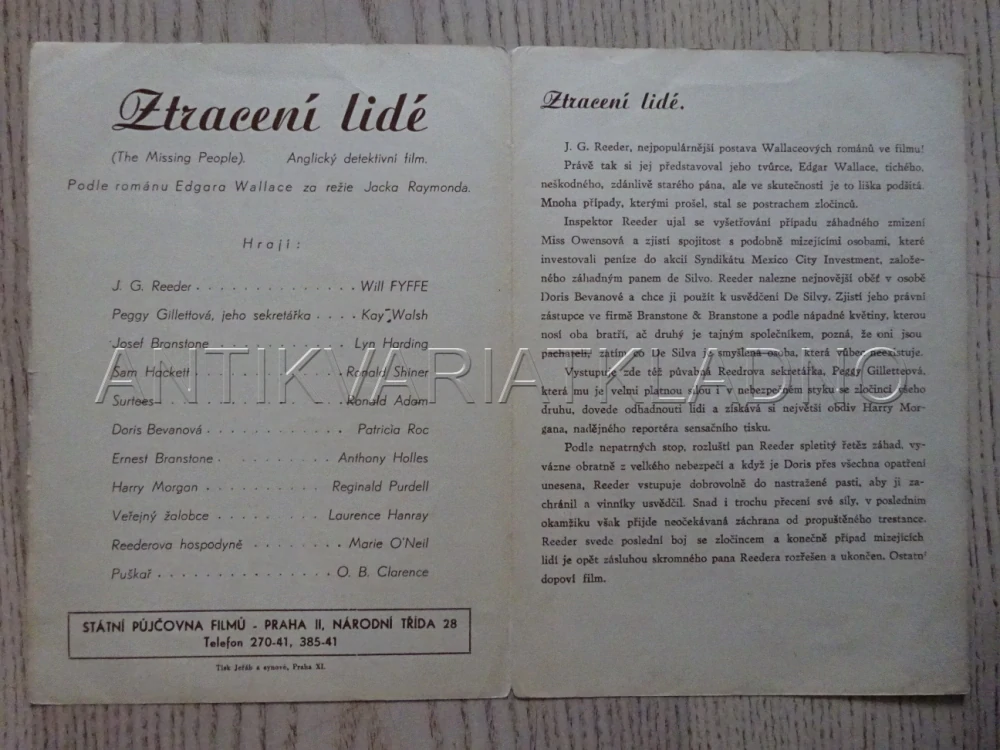 Ztracení lidé
(The Missing People). Anglický detektivní film.
Podle románu Edgara Wallace za režie Jacka Raymonda.
Hrají:
J. G. Reeder . . . . . . . . . . . . . . Will FYFFE
Peggy Gillettová, jeho sekretářka . . . . Kay Walsh
Josef Branstone . . . . . . . . . . . . Lyn Harding
Sam Hackett . . . . . . . . . . . . . Ronald Shiner
Surtees . . . . . . . . . . . . . . . Ronald Adam
Doris Bevanová . . . . . . . . . . . . Patricia Roc
Ernest Branstone . . . . . . . . . . Anthony Holles
Harry Morgan . . . . . . . . . . . Reginald Purdell
Veřejný žalobce . . . . . . . . . Laurence Hanray
Reederova hospodyně . . . . . . . . Marie O'Neil
Puškař . . . . . . . . . . . . . . . O. B. Clarence
STÁTNÍ PŮJČOVNA FILMŮ - PRAHA II, NÁRODNÍ TŘÍDA 28
Telefon 270-41, 385-41
Tisk Jeřáb a synové, Praha XI.
Ztracení lidé.
J. G. Reeder, nejpopulárnější postava Wallaceových románů ve filmu!
Právě tak si jej představoval jeho tvůrce, Edgar Wallace, tichého,
neškodného, zdánlivě starého pána, ale ve skutečnosti je to liška podšitá.
Mnoha případy, kterými prošel, stal se postrachem zločinců.
Inspektor Reeder ujal se vyšetřování případu záhadného zmizení
Miss Owensová a zjistí spojitost s podobně mizejícími osobami, které
investovali peníze do akcií Syndikátu Mexico City Investment, založe-
ného záhadným panem de Silvo. Reeder nalezne nejnovější oběť v osobě
Doris Bevanové a chce ji použít k usvědčení De Silvy. Zjistí jeho právní
zástupce ve firmě Branstone & Branstone a podle nápadné květiny, kterou
nosí oba bratří, ač druhý je tajným společníkem, pozná, že oni jsou
pachateli, zatím co De Silva je smyšlená osoba, která vůbec neexistuje.
Vystupuje zde též půvabná Reedrova sekretářka, Peggy Gilletteová,
která mu je velmi platnou silou i v nebezpečném styku se zločinci všeho
druhu, dovede odhadnouti lidi a získává si největší obdiv Harry Mor-
gana, nadějného reportéra sensačního tisku.
Podle nepatrných stop, rozluští pan Reeder spletitý řetěz záhad, vy-
vázne obratně z velkého nebezpečí a když je Doris přes všechna opatření
unesena, Reeder vstupuje dobrovolně do nastražené pasti, aby ji za-
chránil a vinníky usvědčil. Snad i trochu přecení své síly, v posledním
okamžiku však přijde neočekávaná záchrana od propuštěného trestance.
Reeder svede poslední boj se zločincem a konečně případ mizejících
lidí je opět zásluhou skromného pana Reedera rozřešen a ukončen. Ostatní
dopoví film.
ANTIKVARIAT KLADNO